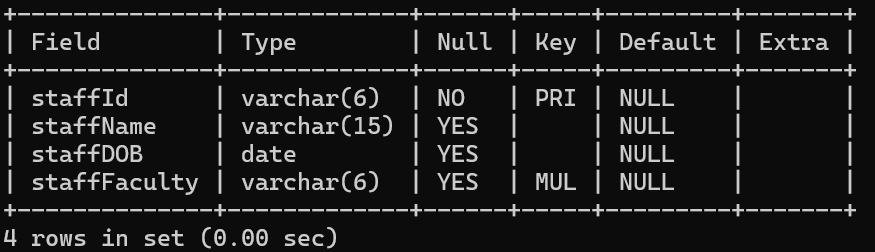 +--------------+-------------+------+-----+---------+-------+
| Field        | Type        | Null | Key | Default | Extra |
+--------------+-------------+------+-----+---------+-------+
| staffId      | varchar(6)  | NO   | PRI | NULL    |       |
| staffName    | varchar(15) | YES  |     | NULL    |       |
| staffDOB     | date        | YES  |     | NULL    |       |
| staffFaculty | varchar(6)  | YES  | MUL | NULL    |       |
+--------------+-------------+------+-----+---------+-------+
4 rows in set (0.00 sec)